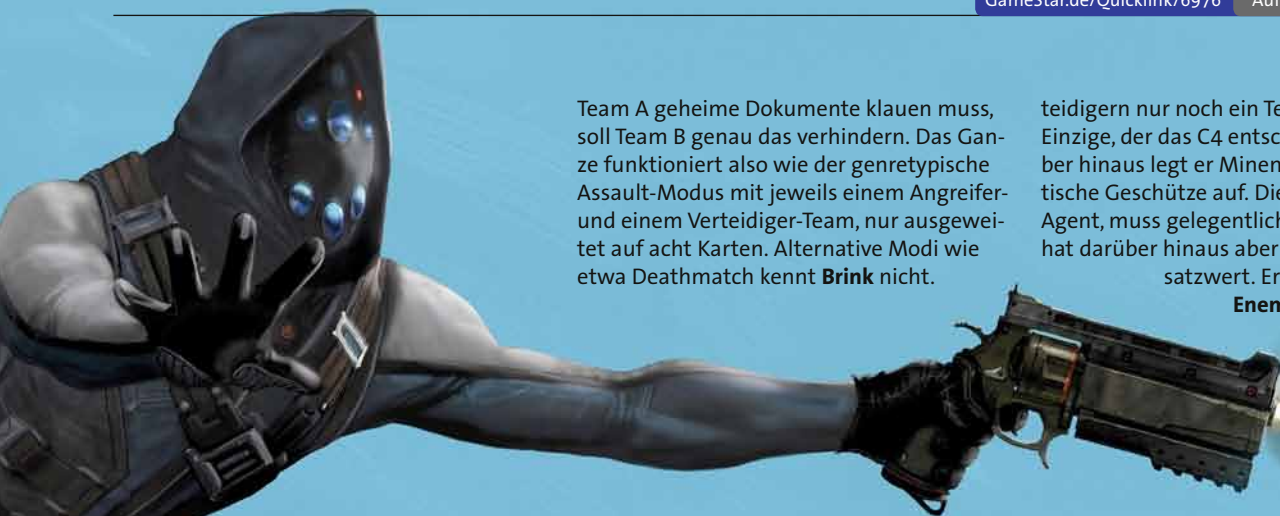 GameStar.de/Quicklink/6976
Team A geheime Dokumente klauen muss,
soll Team B genau das verhindern. Das Gan-
ze funktioniert also wie der genretypische
Assault-Modus mit jeweils einem Angreifer-
und einem Verteidiger-Team, nur ausgewei-
tet auf acht Karten. Alternative Modi wie
etwa Deathmatch kennt Brink nicht.
teidigern nur noch ein Te
Einzige, der das C4 entsc
ber hinaus legt er Minen
tische Geschütze auf. Die
Agent, muss gelegentlich
hat darüber hinaus aber
satzwert. Er
Enem